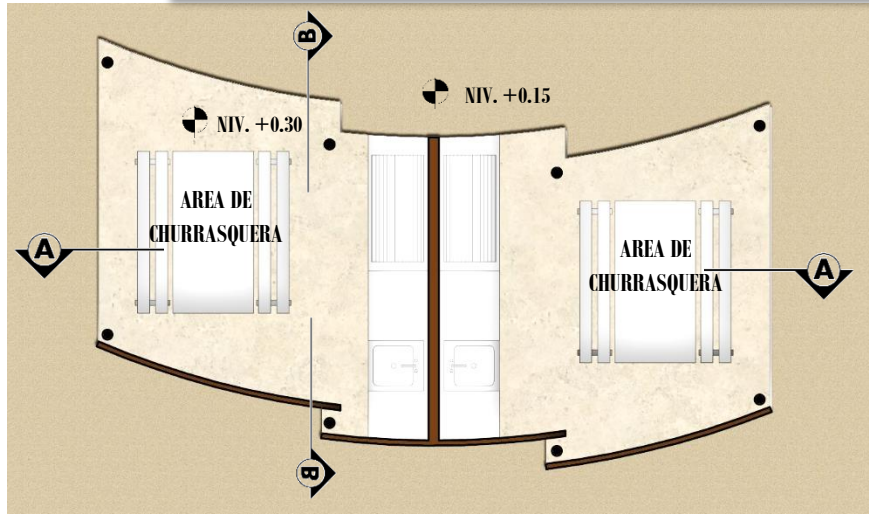 B
NIV. +0.15
NIV. +0.30
AREA DE
CHURRASQUERA
A
AREA DE
CHURRASQUERA
A
B